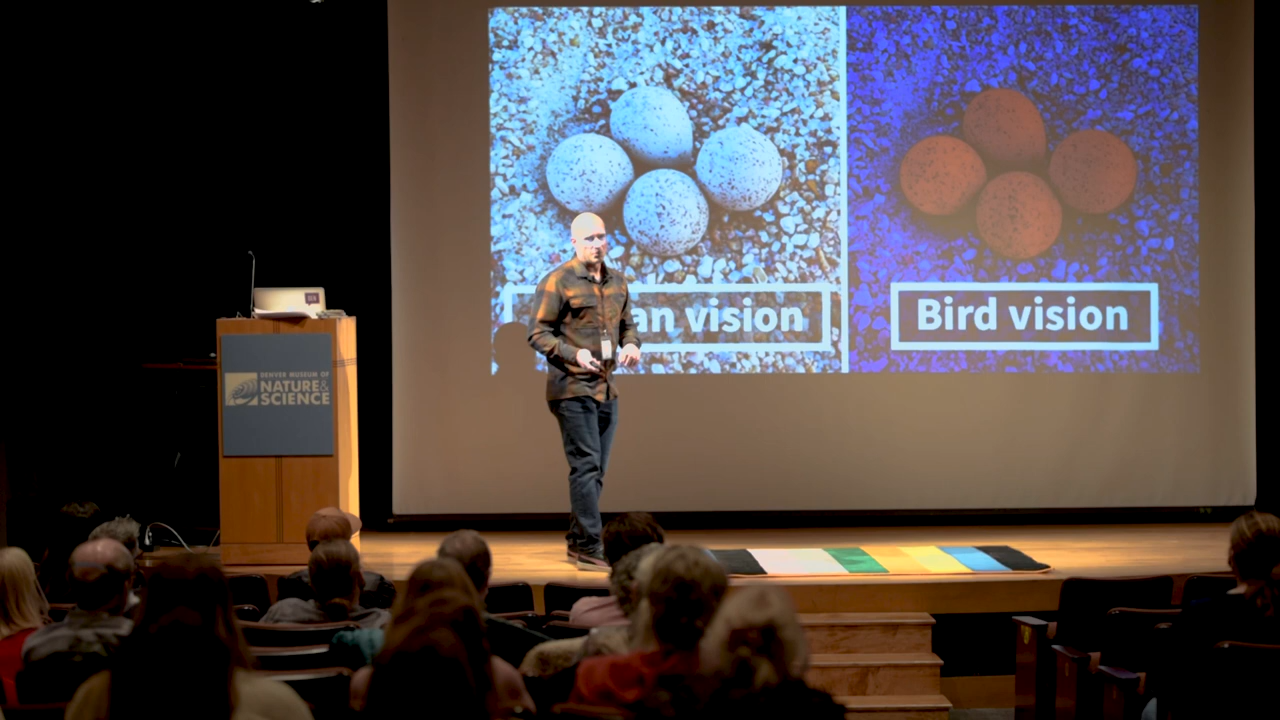 an vision
Bird vision
DENVER MUSEUM OF
NATURE&
SCIENCE